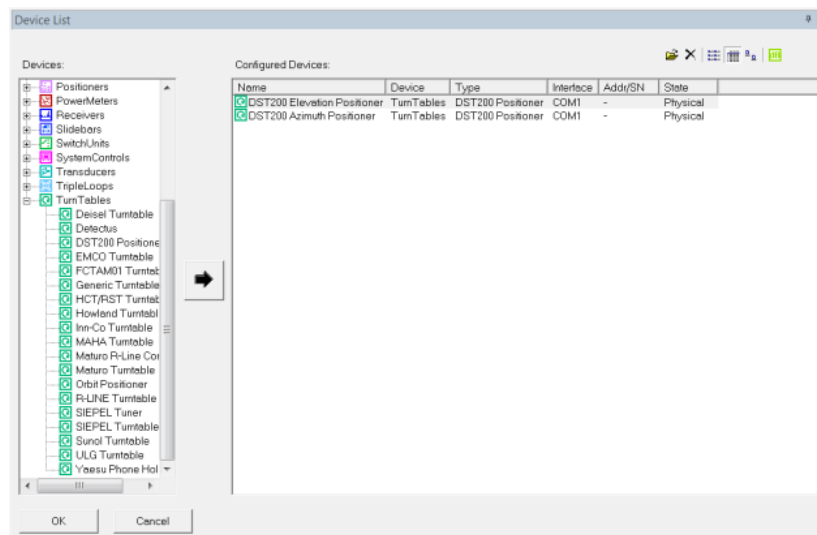 Device List
Devices:
Configured Devices:
Positioners
PowerMeters
Receivers
Slidebars
SwitchUnits
SystemControls
Transducers
TripleLoops
TurnTables
Deisel Turntable
Detectus
DST200 Positione
EMCO Turntable
FCTAM01 Turntab
Generic Turntable
HCT/RST Turntab
Howland Turntabl
Inn-Co Turntable
MAHA Turntable
Maturo R-Line Cor
Maturo Turntable
Orbit Positioner
R-LINE Turntable
SIEPEL Tuner
SIEPEL Turntable
Sunol Turntable
ULG Turntable
Yaesu Phone Hol
Name Device Type Interface Addr/SN State
DST200 Elevation Positioner TurnTables DST200 Positioner COM1 - Physical
DST200 Azimuth Positioner TurnTables DST200 Positioner COM1 - Physical
OK Cancel